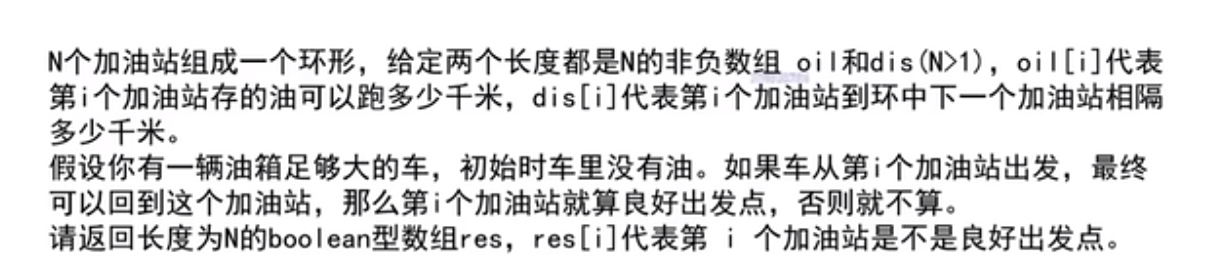 N个加油站组成一个环形，给定两个长度都是N的非负数组 oil和dis(N>1)，oil[i]代表
第i个加油站存的油可以跑多少千米，dis[i]代表第i个加油站到环中下一个加油站相隔
多少千米。
假设你有一辆油箱足够大的车，初始时车里没有油。如果车从第i个加油站出发，最终
可以回到这个加油站，那么第i个加油站就算良好出发点，否则就不算。
请返回长度为N的boolean型数组res，res[i]代表第 i 个加油站是不是良好出发点。